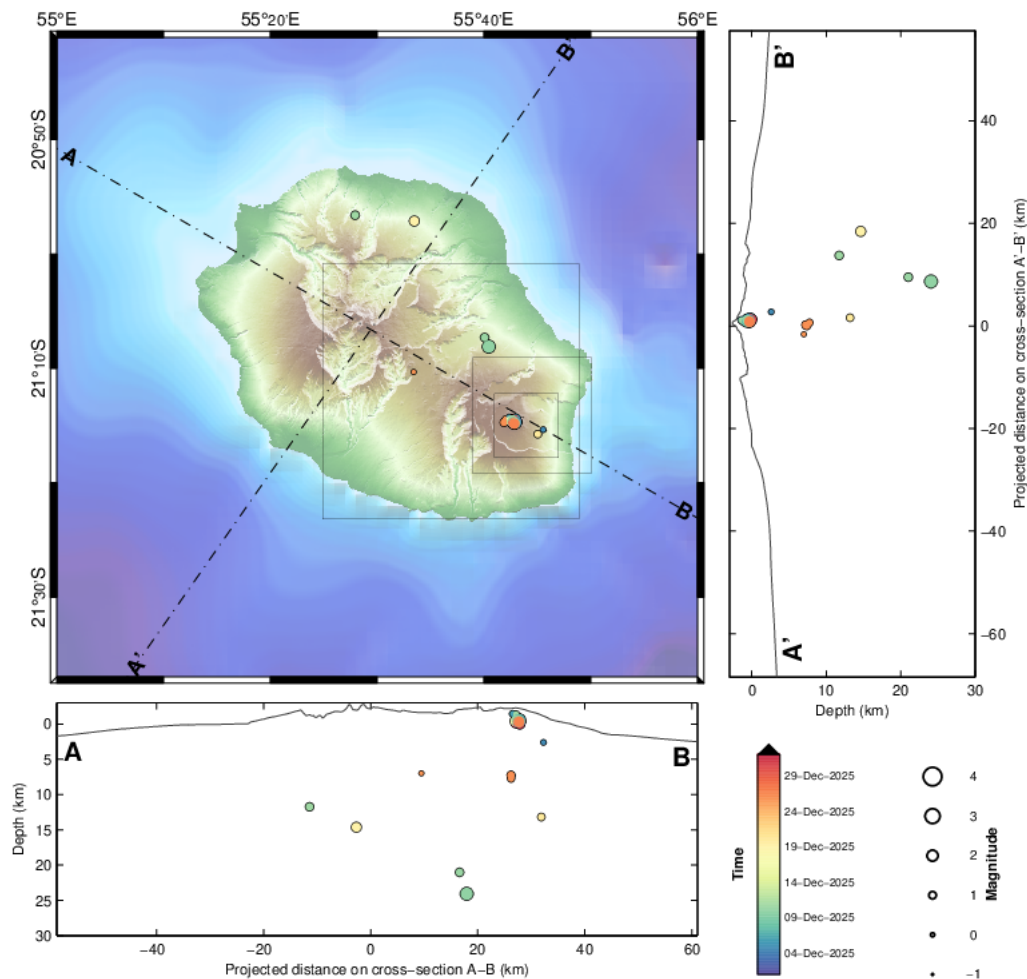 55°E 55°20'E 55°40'E 56°E
20°50'S
21°10'S
21°30'S
A
B
A'
B'
B'
A'
40
20
0
−20
−40
−60
Projected distance on cross−section A'−B' (km)
0 10 20 30
Depth (km)
A
B
0
5
10
15
20
25
30
Depth (km)
−40 −20 0 20 40 60
Projected distance on cross−section A−B (km)
Time
29−Dec−2025
24−Dec−2025
19−Dec−2025
14−Dec−2025
09−Dec−2025
04−Dec−2025
4
3
2
1
0
−1
Magnitude